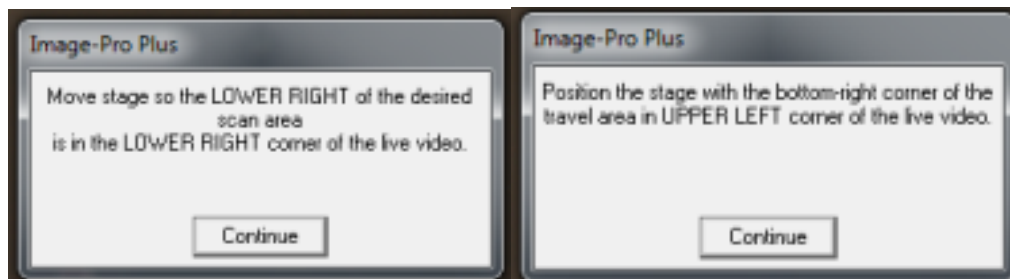 Image-Pro Plus
Move stage so the LOWER RIGHT of the desired
scan area
is in the LOWER RIGHT corner of the live video.
Continue
Image-Pro Plus
Position the stage with the bottom-right corner of the
travel area in UPPER LEFT corner of the live video.
Continue